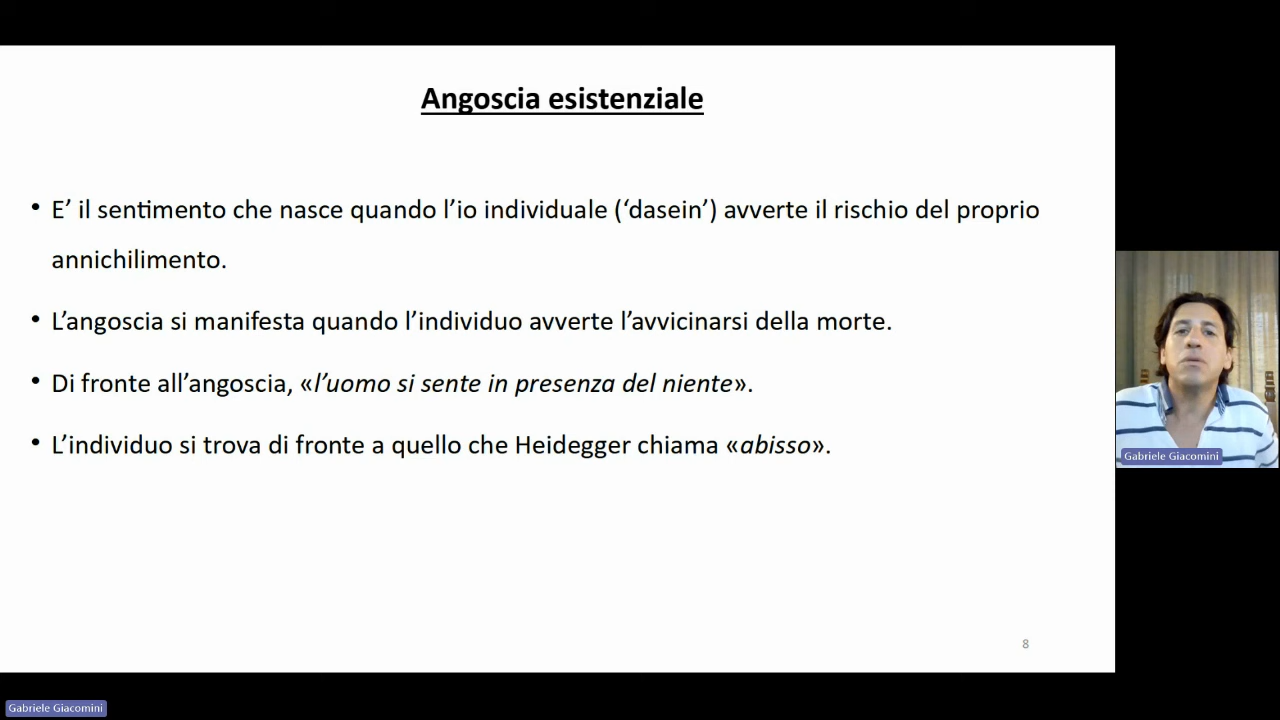 Angoscia esistenziale
• E’ il sentimento che nasce quando l’io individuale (‘dasein’) avverte il rischio del proprio
annichilimento.
• L’angoscia si manifesta quando l’individuo avverte l’avvicinarsi della morte.
• Di fronte all’angoscia, «l’uomo si sente in presenza del niente».
• L’individuo si trova di fronte a quello che Heidegger chiama «abisso».
8
Gabriele Giacomini
Gabriele Giacomini